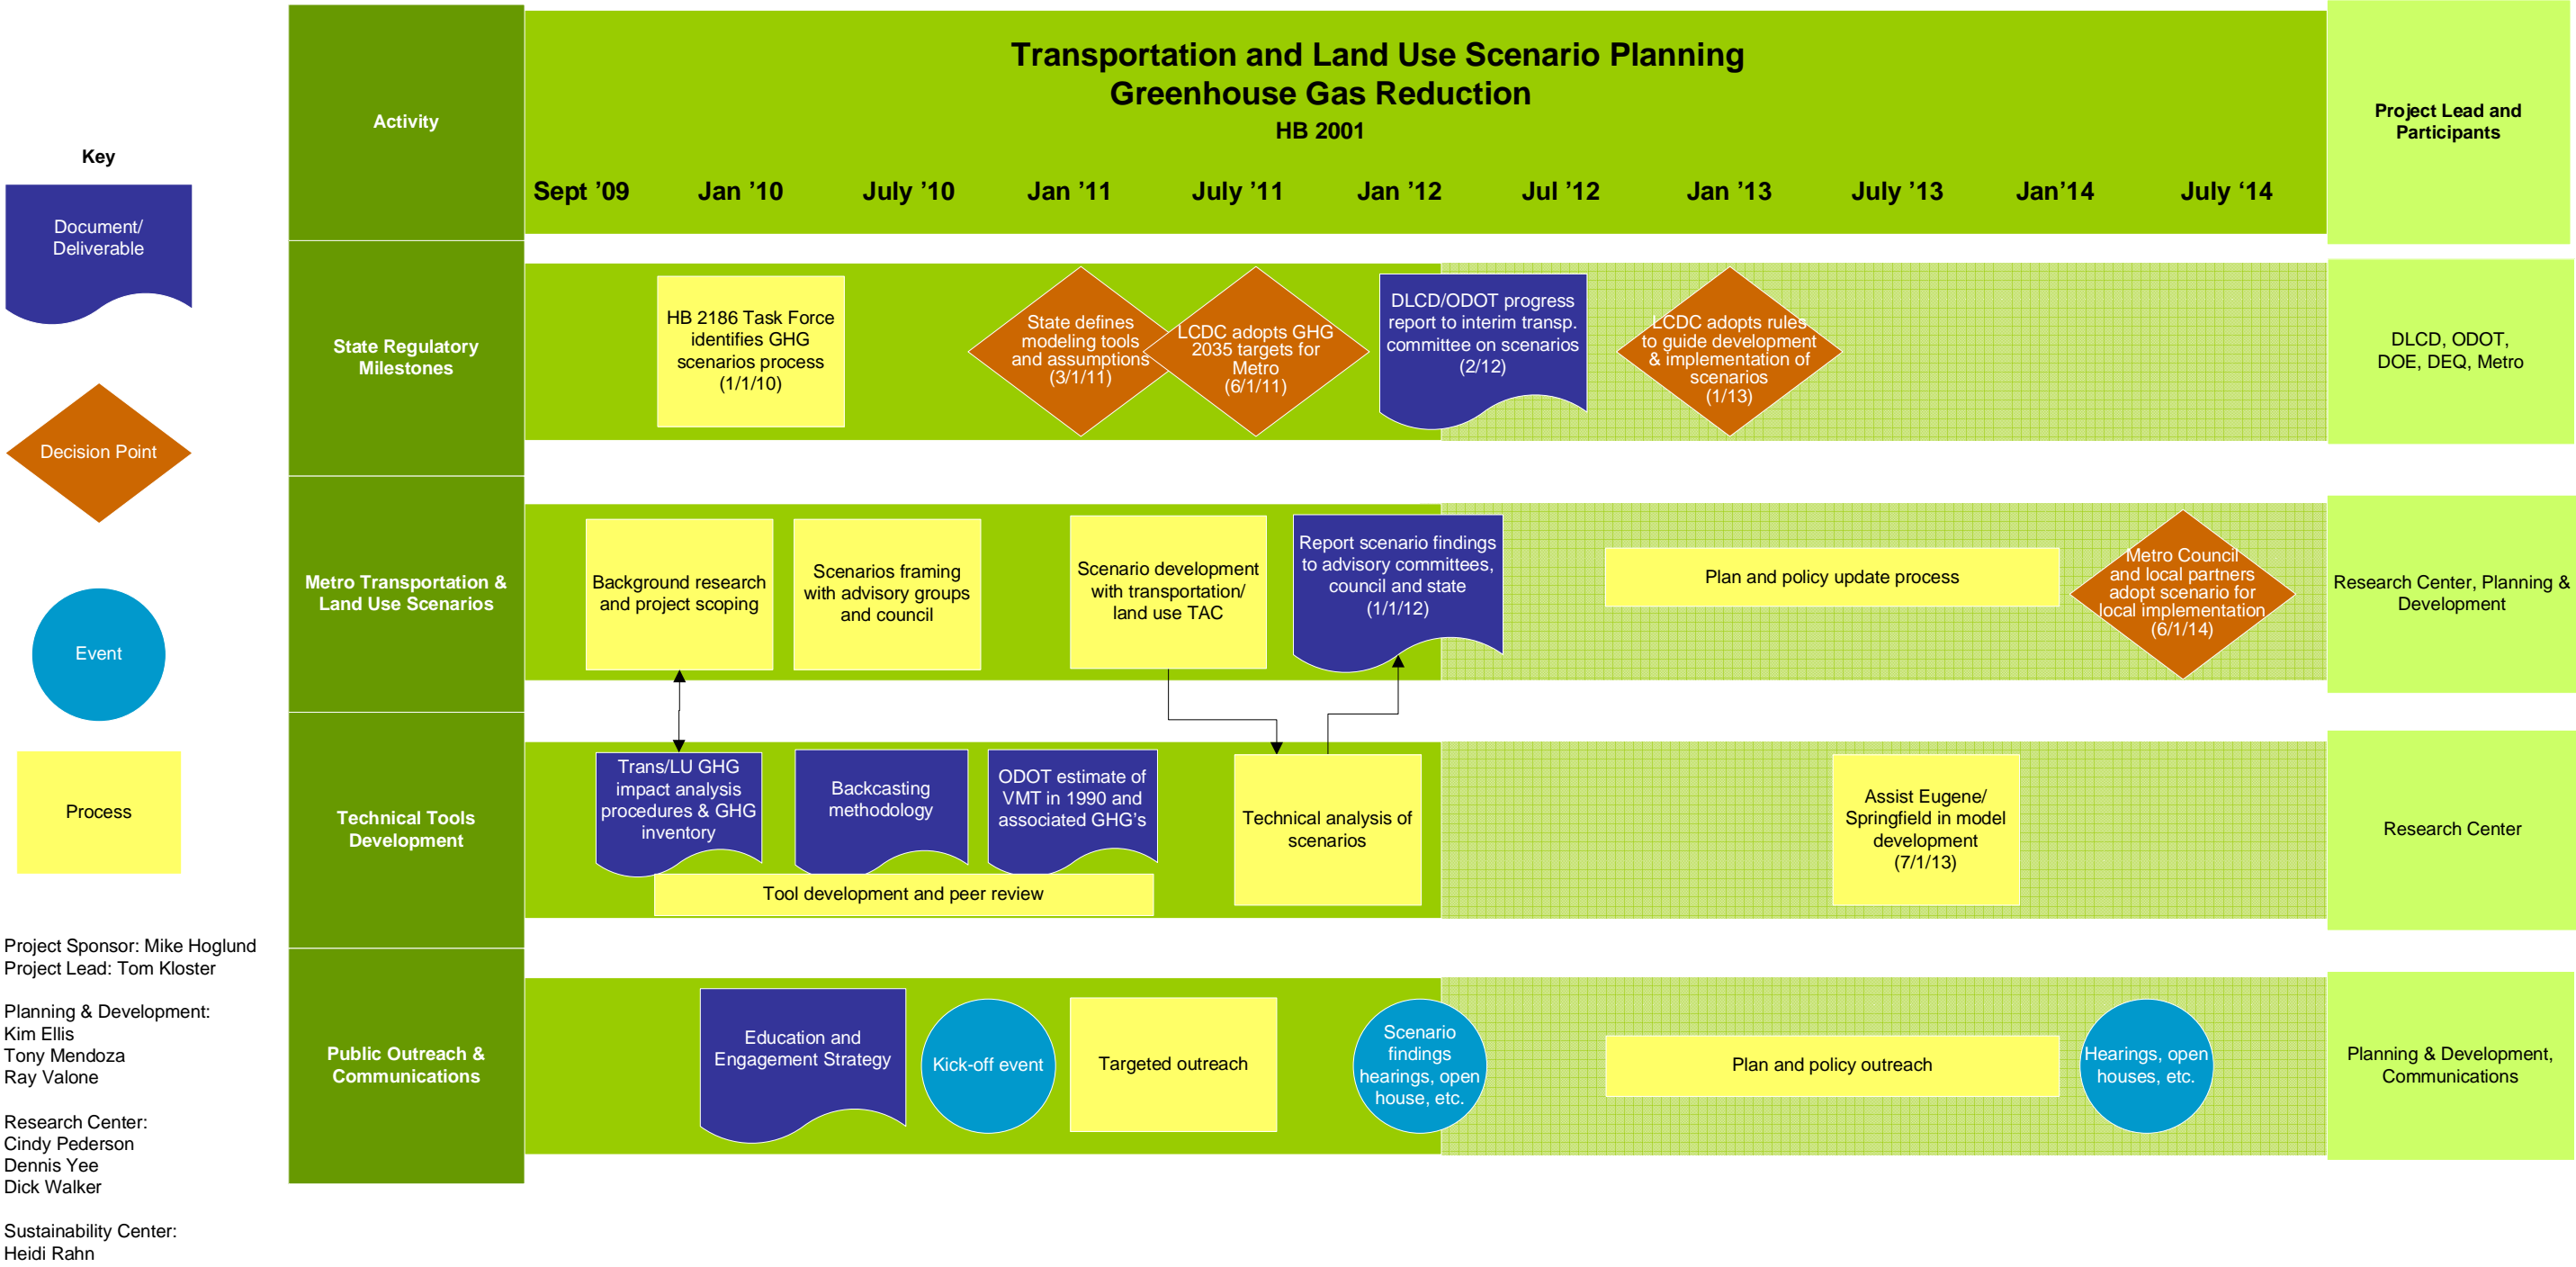 Transportation and Land Use Scenario Planning
Greenhouse Gas Reduction
HB 2001
Activity
Project Lead and
Participants
Sept ’09
Jan ’10
July ’10
Jan ’11
July ’11
Jan ’12
Jul ’12
Jan ’13
July ’13
Jan’14
July ‘14
Key
Document/
Deliverable
Decision Point
Event
Process
Project Sponsor: Mike Hoglund
Project Lead: Tom Kloster
Planning & Development:
Kim Ellis
Tony Mendoza
Ray Valone
Research Center:
Cindy Pederson
Dennis Yee
Dick Walker
Sustainability Center:
Heidi Rahn
State Regulatory
Milestones
HB 2186 Task Force
identifies GHG
scenarios process
(1/1/10)
State defines
modeling tools
and assumptions
(3/1/11)
LCDC adopts GHG
2035 targets for
Metro
(6/1/11)
DLCD/ODOT progress
report to interim transp.
committee on scenarios
(2/12)
LCDC adopts rules
to guide development
& implementation of
scenarios
(1/13)
DLCD, ODOT,
DOE, DEQ, Metro
Metro Transportation &
Land Use Scenarios
Background research
and project scoping
Scenarios framing
with advisory groups
and council
Scenario development
with transportation/
land use TAC
Report scenario findings
to advisory committees,
council and state
(1/1/12)
Plan and policy update process
Metro Council
and local partners
adopt scenario for
local implementation
(6/1/14)
Research Center, Planning &
Development
Technical Tools
Development
Trans/LU GHG
impact analysis
procedures & GHG
inventory
Backcasting
methodology
ODOT estimate of
VMT in 1990 and
associated GHG’s
Tool development and peer review
Technical analysis of
scenarios
Assist Eugene/
Springfield in model
development
(7/1/13)
Research Center
Public Outreach &
Communications
Education and
Engagement Strategy
Kick-off event
Targeted outreach
Scenario
findings
hearings, open
house, etc.
Plan and policy outreach
Hearings, open
houses, etc.
Planning & Development,
Communications